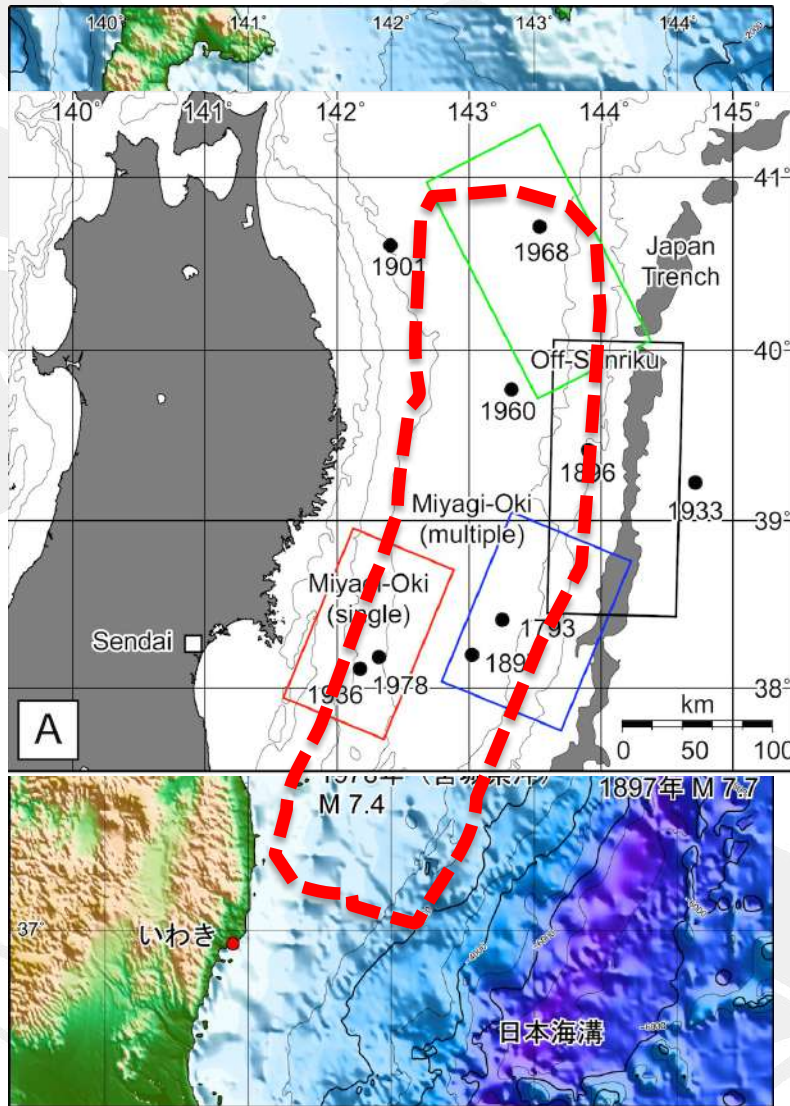 140° 141° 142° 143° 144°
140° 141° 142° 143° 144° 145°
41°
1901
1968
Japan
Trench
40°
Off-Sanriku
1960
1896
1933
Miyagi-Oki
(multiple)
39°
Miyagi-Oki
(single)
1793
Sendai
189
1936
1978
38°
km
0 50 100
A
M 7.4
1897年 M 7.7
37°
いわき
日本海溝